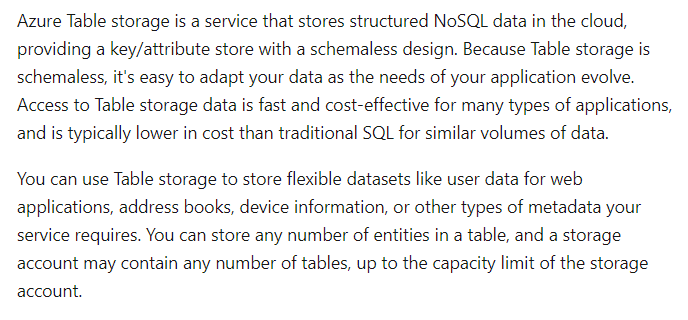 Azure Table storage is a service that stores structured NoSQL data in the cloud,
providing a key/attribute store with a schemaless design. Because Table storage is
schemaless, it's easy to adapt your data as the needs of your application evolve.
Access to Table storage data is fast and cost-effective for many types of applications,
and is typically lower in cost than traditional SQL for similar volumes of data.
You can use Table storage to store flexible datasets like user data for web
applications, address books, device information, or other types of metadata your
service requires. You can store any number of entities in a table, and a storage
account may contain any number of tables, up to the capacity limit of the storage
account.